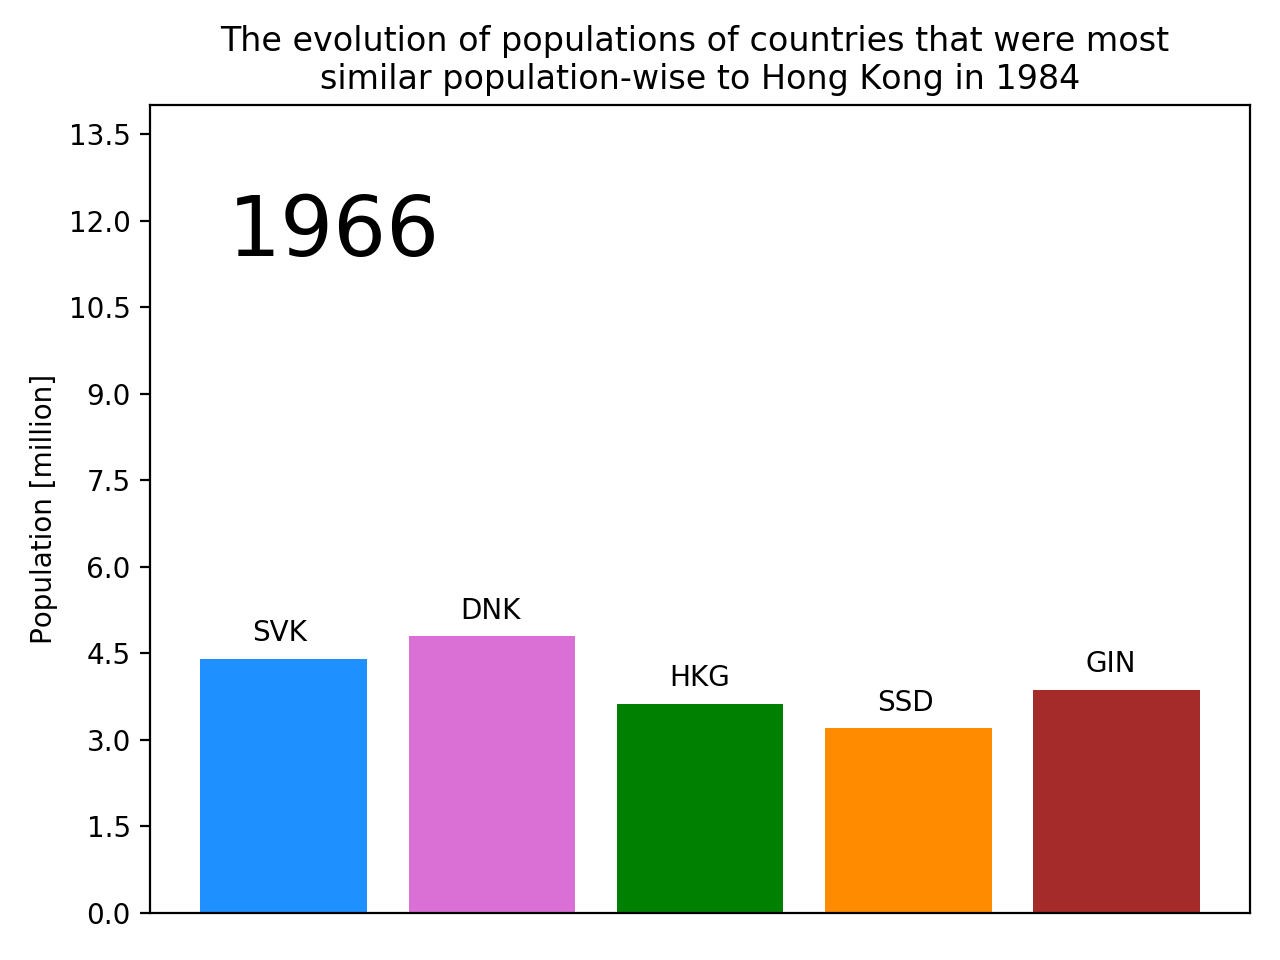 The evolution of populations of countries that were most
similar population-wise to Hong Kong in 1984
13.5
12.0
10.5
9.0
7.5
6.0
4.5
3.0
1.5
0.0
Population [million]
1966
SVK
DNK
HKG
SSD
GIN